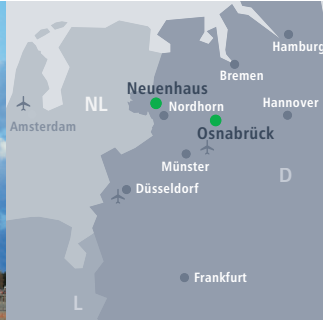 Hamburg
Bremen
Neuenhaus
NL
Nordhorn
Hannover
Amsterdam
Osnabrück
Münster
D
Düsseldorf
Frankfurt
L